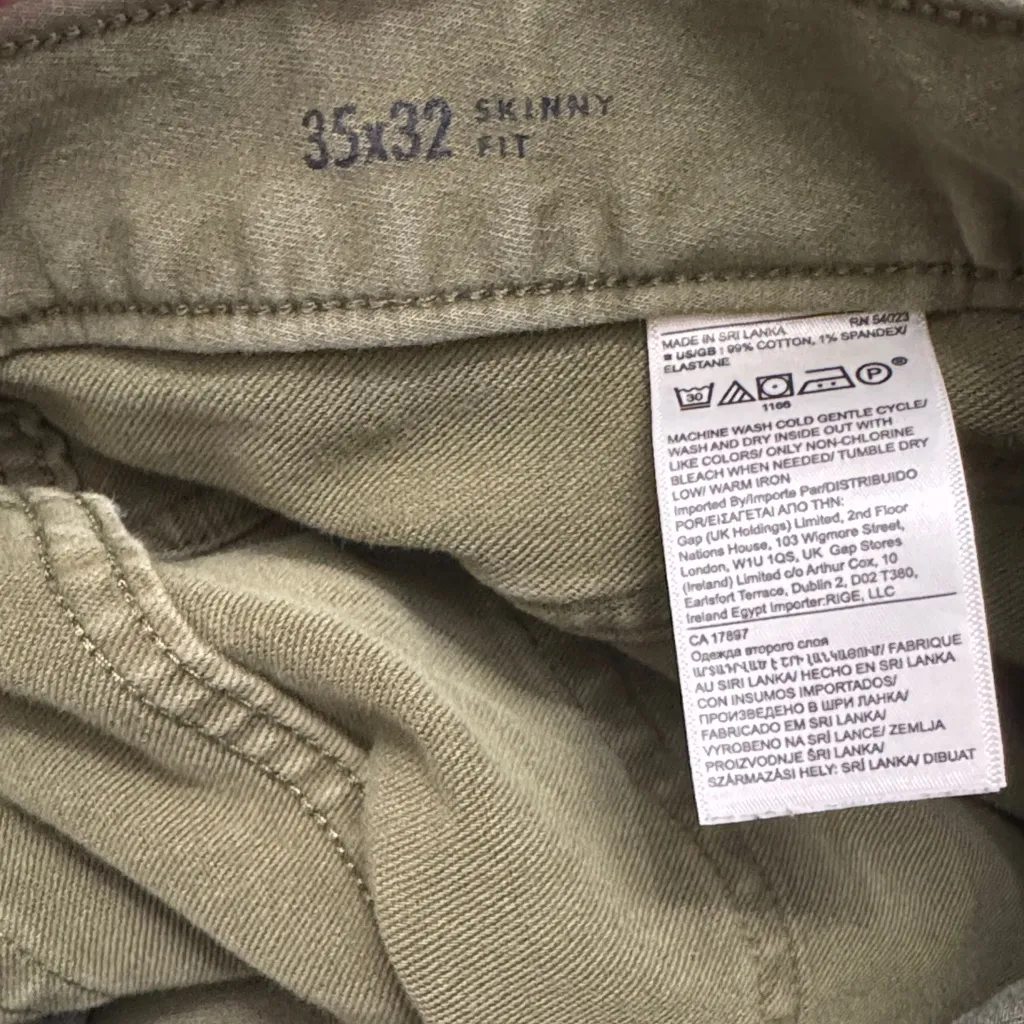 35x32 SKINNY
FIT
RN 54023
MADE IN SRI LANKA
■ US/GB : 99% COTTON, 1% SPANDEX/
ELASTANE
30 P
1166
MACHINE WASH COLD GENTLE CYCLE/
WASH AND DRY INSIDE OUT WITH
LIKE COLORS/ ONLY NON-CHLORINE
BLEACH WHEN NEEDED/ TUMBLE DRY
LOW/ WARM IRON
Imported By/Importe Par/DISTRIBUIDO
POR/ΕΙΣΑΓΕΤΑΙ ΑΠΟ ΤΗΝ:
Gap (UK Holdings) Limited, 2nd Floor
Nations House, 103 Wigmore Street,
London, W1U 1QS, UK Gap Stores
(Ireland) Limited c/o Arthur Cox, 10
Earlsfort Terrace, Dublin 2, D02 T380,
Ireland Egypt Importer:RIGE, LLC
CA 17897
Одежда второго слоя
FABRIQUE
AU SIRI LANKA/ HECHO EN SRI LANKA
CON INSUMOS IMPORTADOS/
ПРОИЗВЕДЕНО В ШРИ ЛАНКА/
FABRICADO EM SRI LANKA/
VYROBENO NA SRÍ LANCE/ ZEMLJA
PROIZVODNJE ŠRI LANKA/
SZÁRMAZÁSI HELY: SRÍ LANKA/ DIBUAT